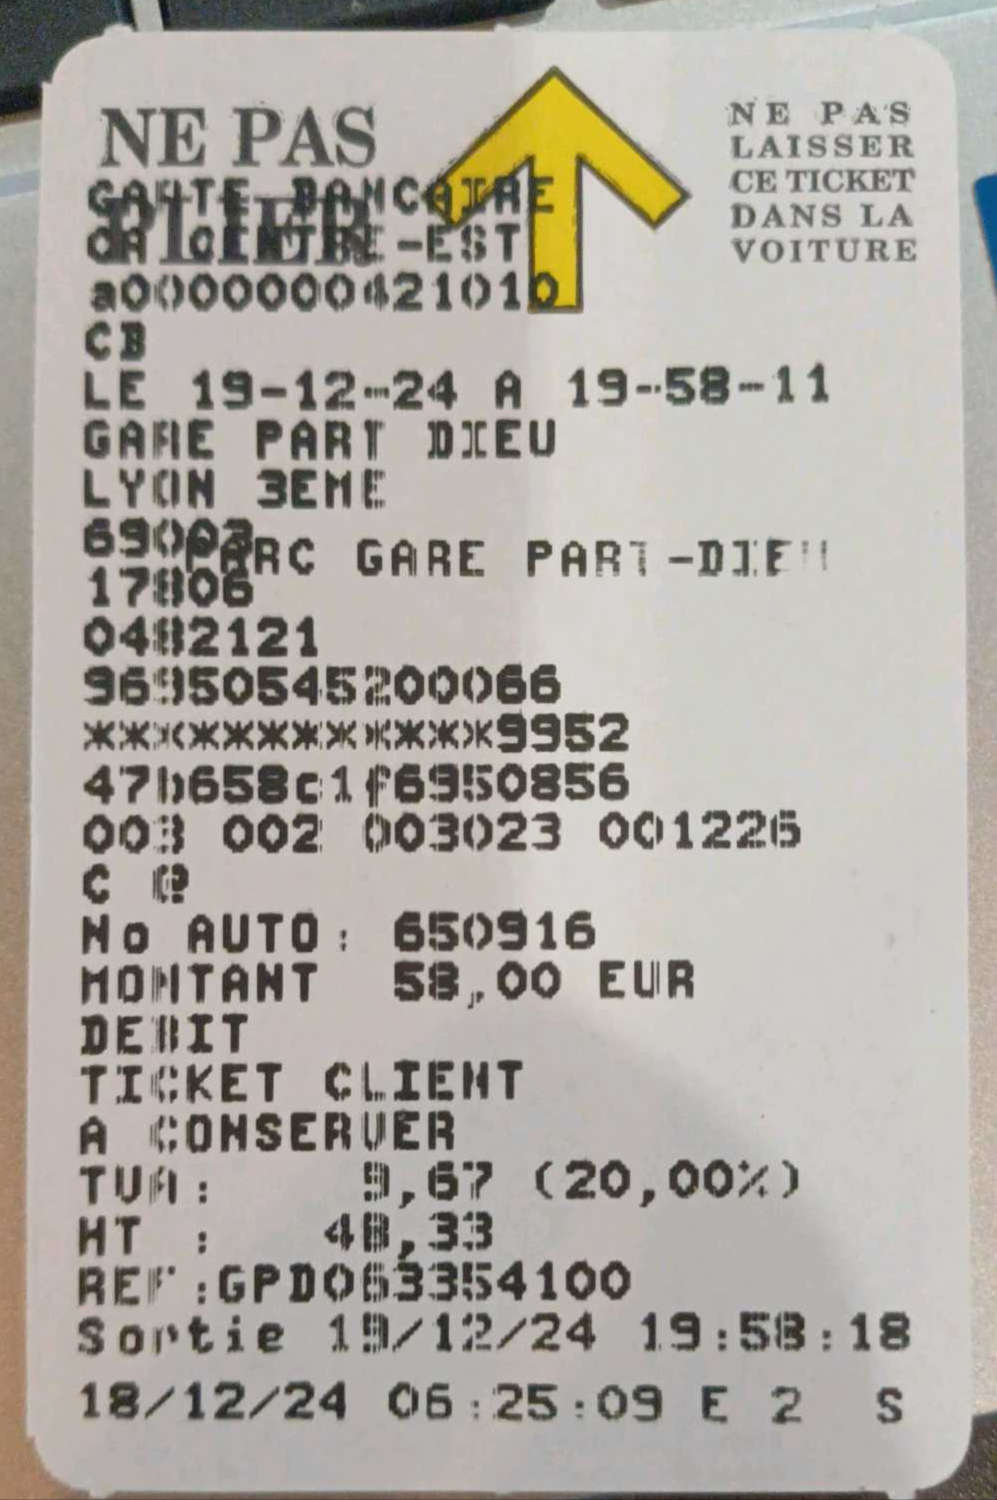 NE PAS
PLIER
NE PAS
LAISSER
CE TICKET
DANS LA
VOITURE
CARTE BANCAIRE
CA CENTRE-EST
a0000000421010
CB
LE 19-12-24 A 19-58-11
GARE PART DIEU
LYON 3EME
69003
PARC GARE PART-DIEU
17806
0482121
96950545200066
************9952
47b658c1f6950856
003 002 003023 001226
C @
No AUTO: 650916
MONTANT 58,00 EUR
DEBIT
TICKET CLIENT
A CONSERVER
TVA: 9,67 (20,00%)
HT : 48,33
REF:GPD063354100
Sortie 19/12/24 19:58:18
18/12/24 06:25:09 E 2 S